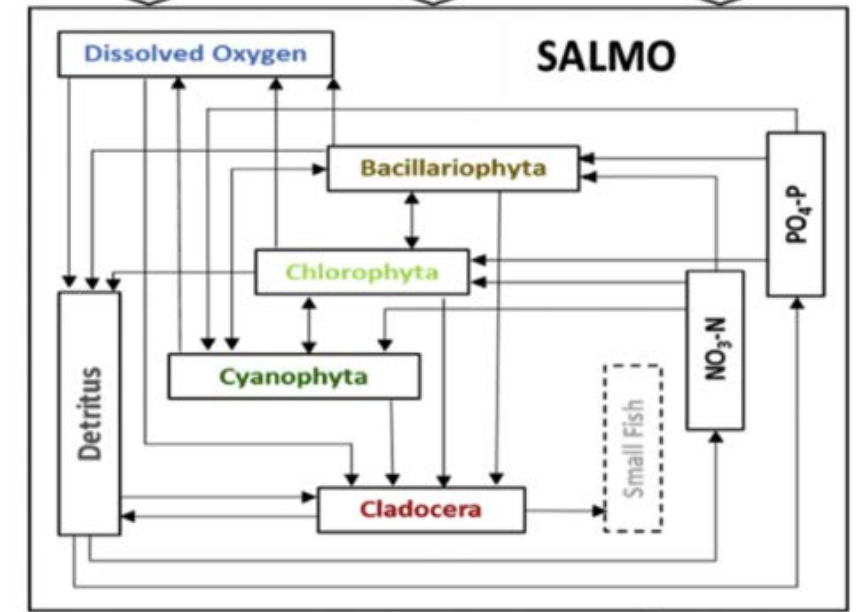 Dissolved Oxygen
SALMO
Bacillariophyta
PO₄-P
Chlorophyta
NO₃-N
Cyanophyta
Detritus
Small Fish
Cladocera